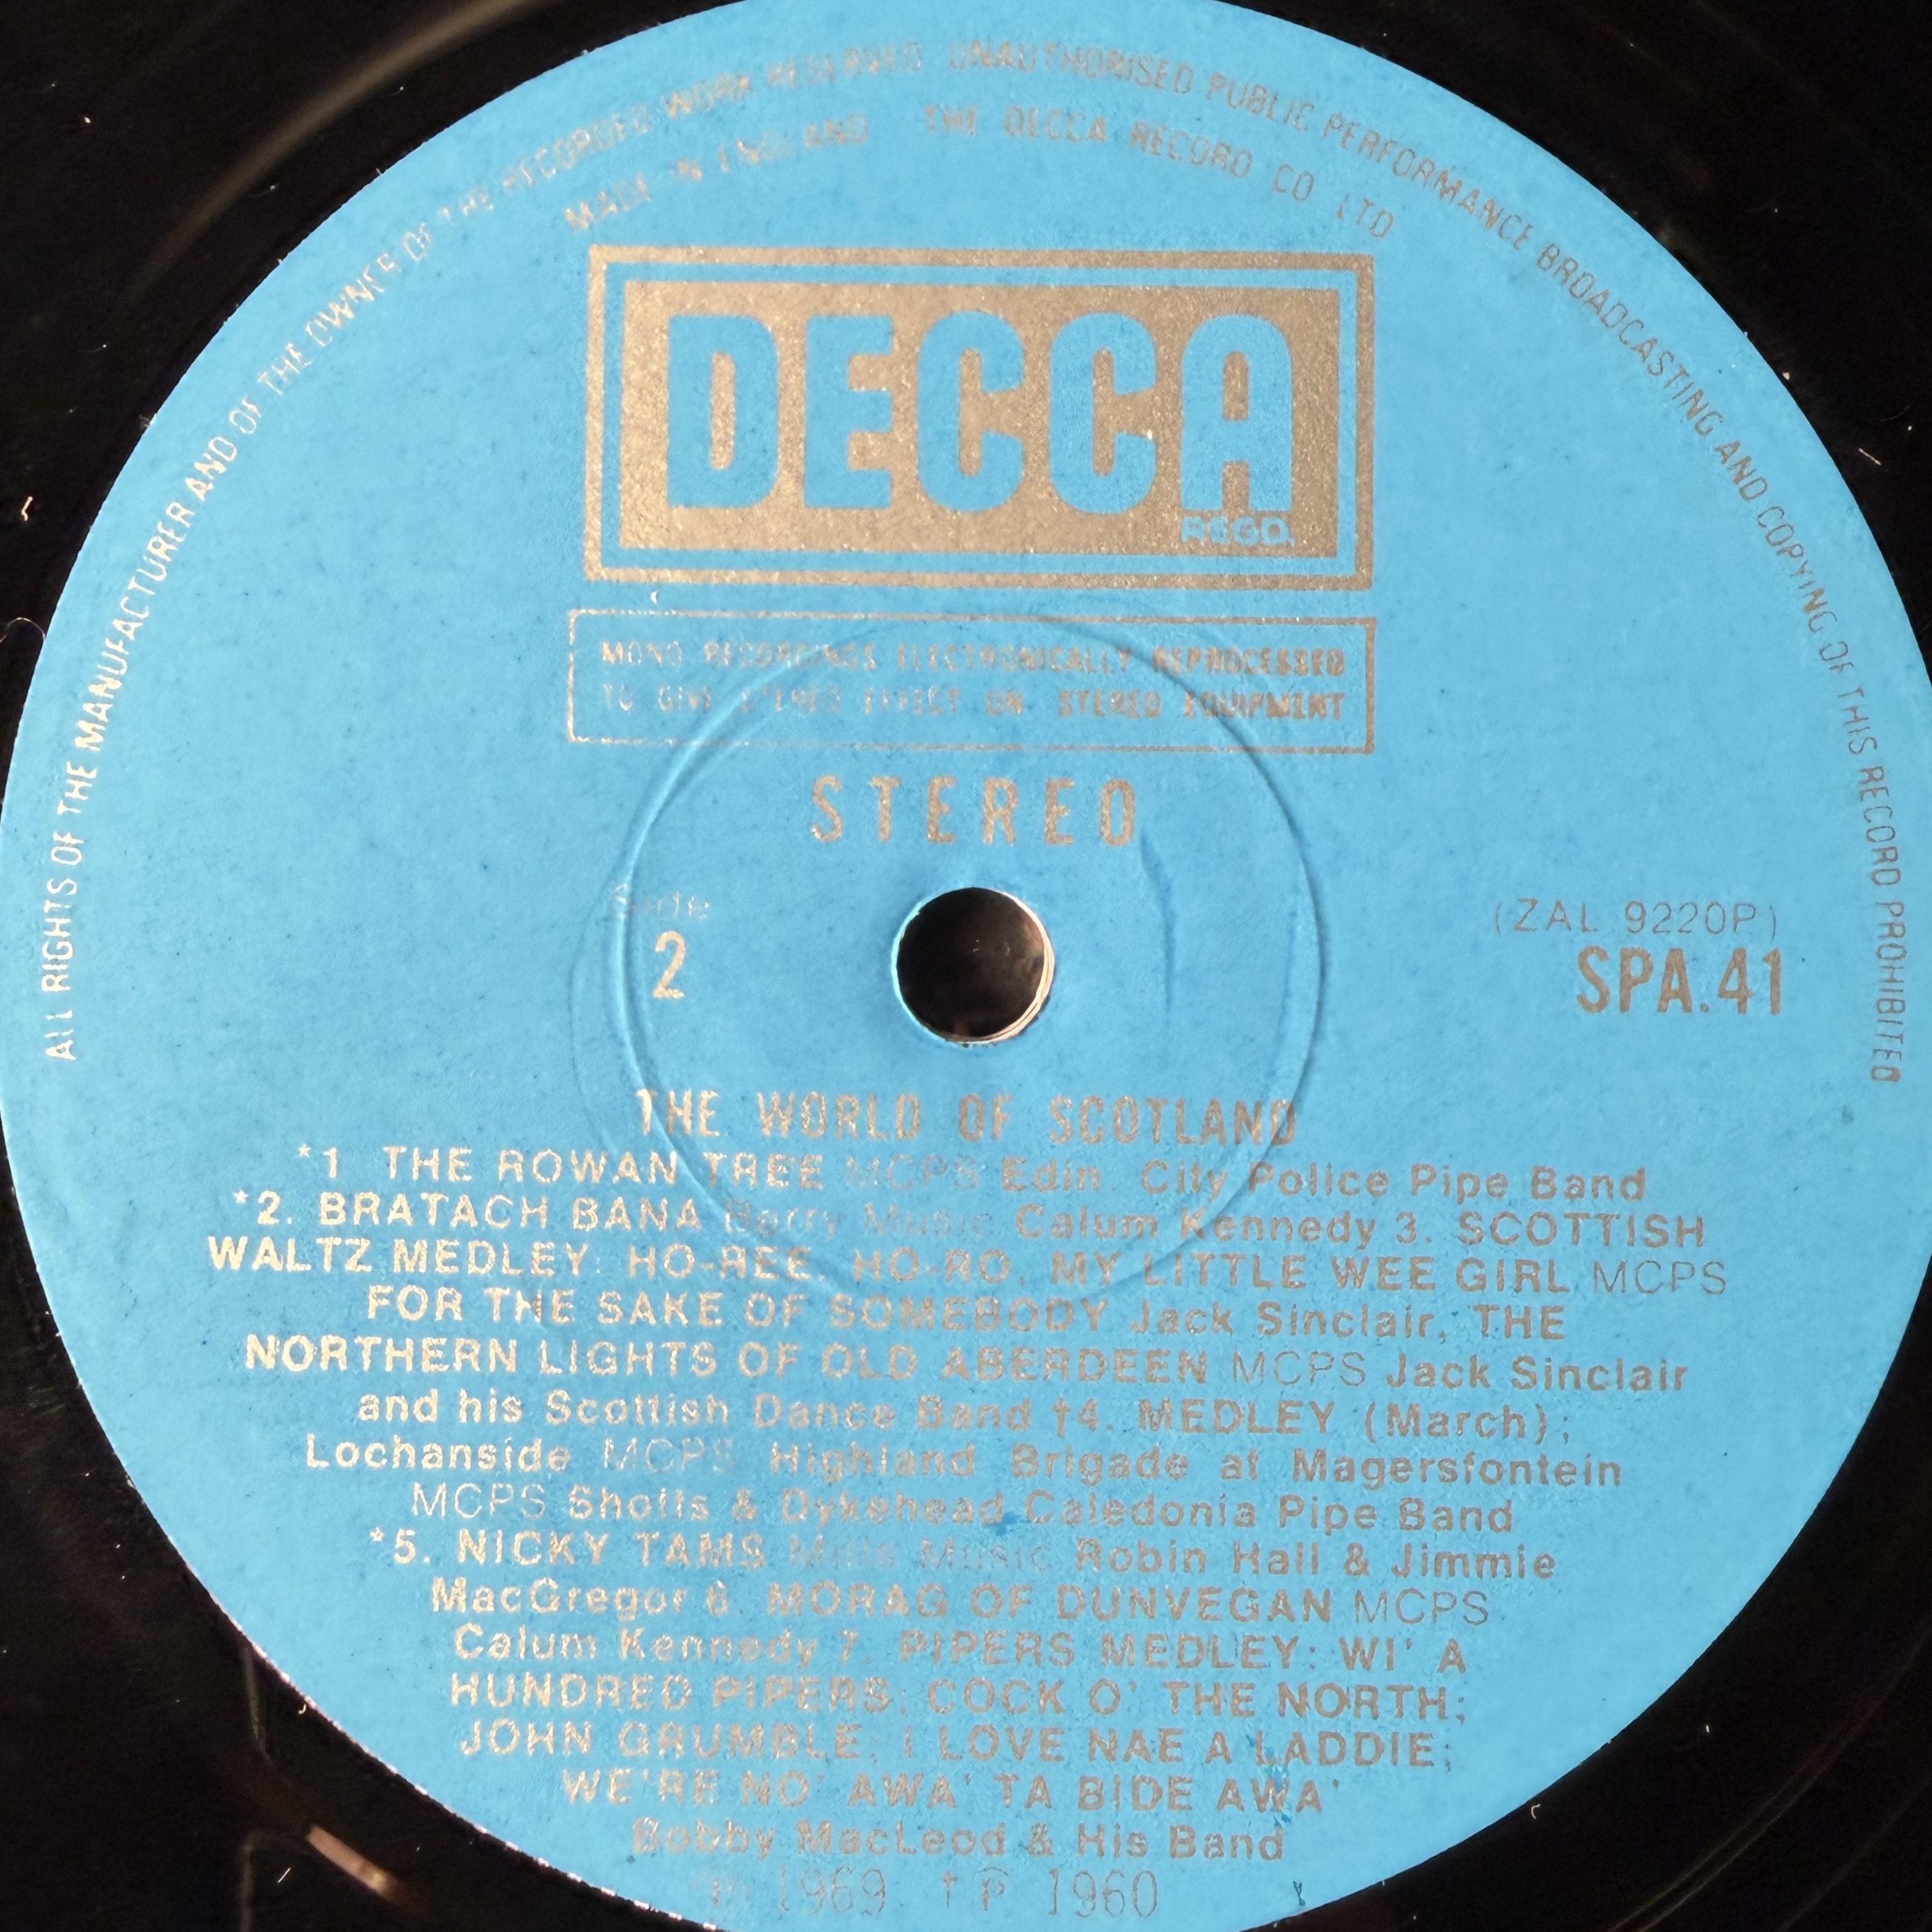 ALL RIGHTS OF THE MANUFACTURER AND OF THE OWNER OF THE RECORDED WORK RESERVED UNAUTHORISED PUBLIC PERFORMANCE BROADCASTING AND COPYING OF THIS RECORD PROHIBITED
MADE IN ENGLAND THE DECCA RECORD CO LTD
DECCA
REGD.
MONO RECORDINGS ELECTRONICALLY REPROCESSED
TO GIVE STEREO EFFECT ON STEREO EQUIPMENT
STEREO
Side
2
(ZAL 9220P)
SPA.41
THE WORLD OF SCOTLAND
*1 THE ROWAN TREE MCPS Edin. City Police Pipe Band
*2. BRATACH BANA Berry Music Calum Kennedy 3. SCOTTISH
WALTZ MEDLEY: HO-REE, HO-RO, MY LITTLE WEE GIRL MCPS
FOR THE SAKE OF SOMEBODY Jack Sinclair, THE
NORTHERN LIGHTS OF OLD ABERDEEN MCPS Jack Sinclair
and his Scottish Dance Band †4. MEDLEY (March);
Lochanside MCPS Highland Brigade at Magersfontein
MCPS Shotts & Dykehead Caledonia Pipe Band
*5. NICKY TAMS Mills Music Robin Hall & Jimmie
MacGregor 6. MORAG OF DUNVEGAN MCPS
Calum Kennedy 7. PIPERS MEDLEY: WI' A
HUNDRED PIPERS; COCK O' THE NORTH;
JOHN GRUMBLE; I LOVE NAE A LADDIE;
WE'RE NO' AWA' TA BIDE AWA'
Bobby MacLeod & His Band
℗ 1969 †℗ 1960